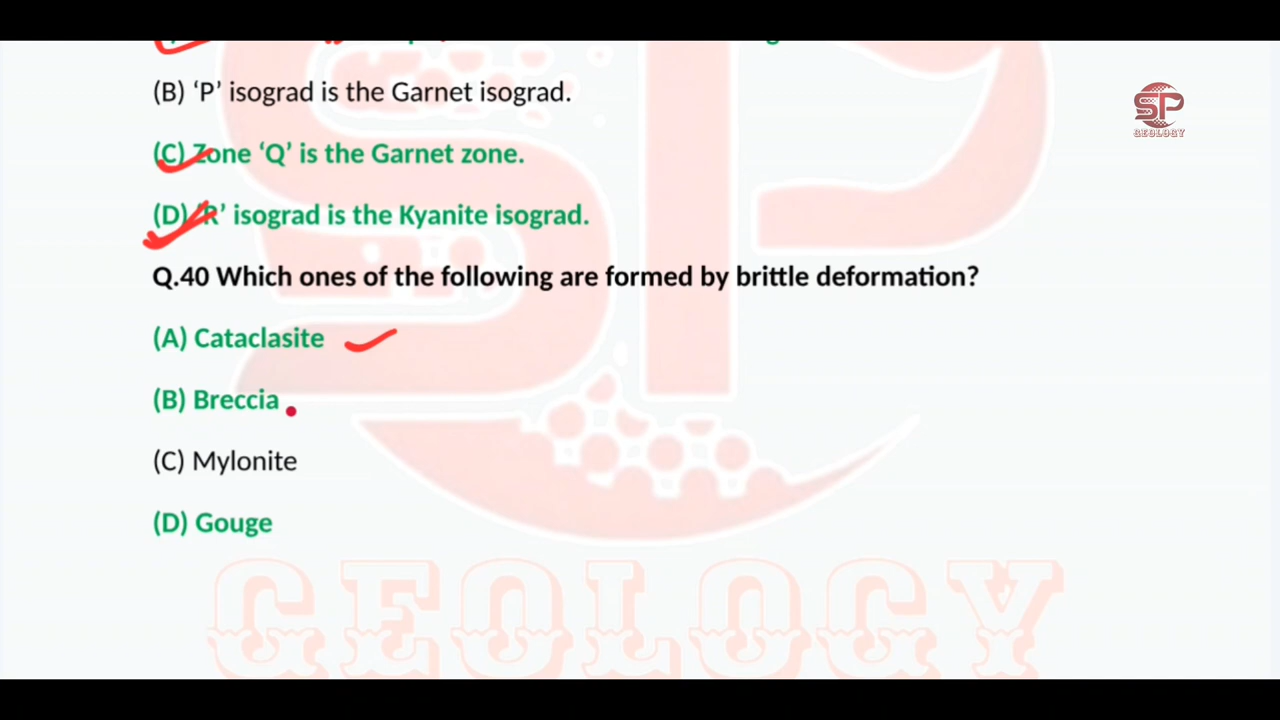 (B) ‘P’ isograd is the Garnet isograd.
(C) Zone ‘Q’ is the Garnet zone.
(D) ‘R’ isograd is the Kyanite isograd.
Q.40 Which ones of the following are formed by brittle deformation?
(A) Cataclasite
(B) Breccia
(C) Mylonite
(D) Gouge
SP
GEOLOGY
SP
GEOLOGY